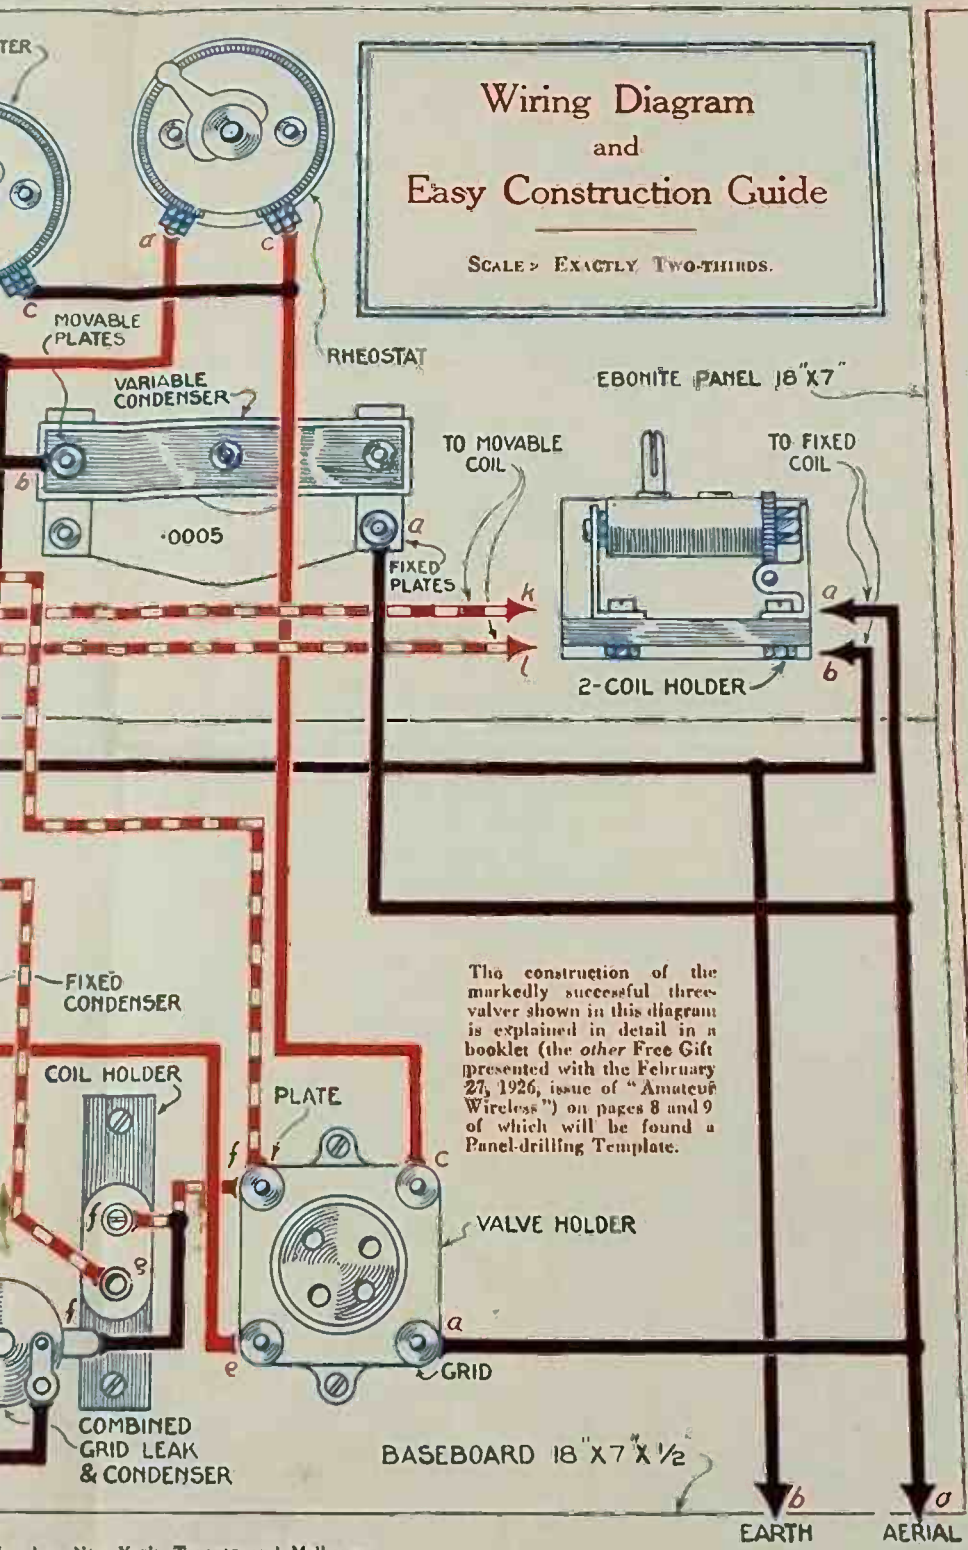 TER
Wiring Diagram
and
Easy Construction Guide
SCALE: EXACTLY TWO-THIRDS.
a
c
c
MOVABLE
PLATES
RHEOSTAT
EBONITE PANEL 18"X7"
VARIABLE
CONDENSER
TO MOVABLE
COIL
TO FIXED
COIL
b
.0005
a
FIXED
PLATES
k
a
l
b
2-COIL HOLDER
FIXED
CONDENSER
The construction of the
markedly successful three-
valver shown in this diagram
is explained in detail in a
booklet (the other Free Gift
presented with the February
27, 1926, issue of "Amateur
Wireless") on pages 8 and 9
of which will be found a
Panel-drilling Template.
COIL HOLDER
PLATE
f
c
VALVE HOLDER
f
g
f
a
e
GRID
COMBINED
GRID LEAK
& CONDENSER
BASEBOARD 18"X7"X½"
b
a
EARTH
AERIAL